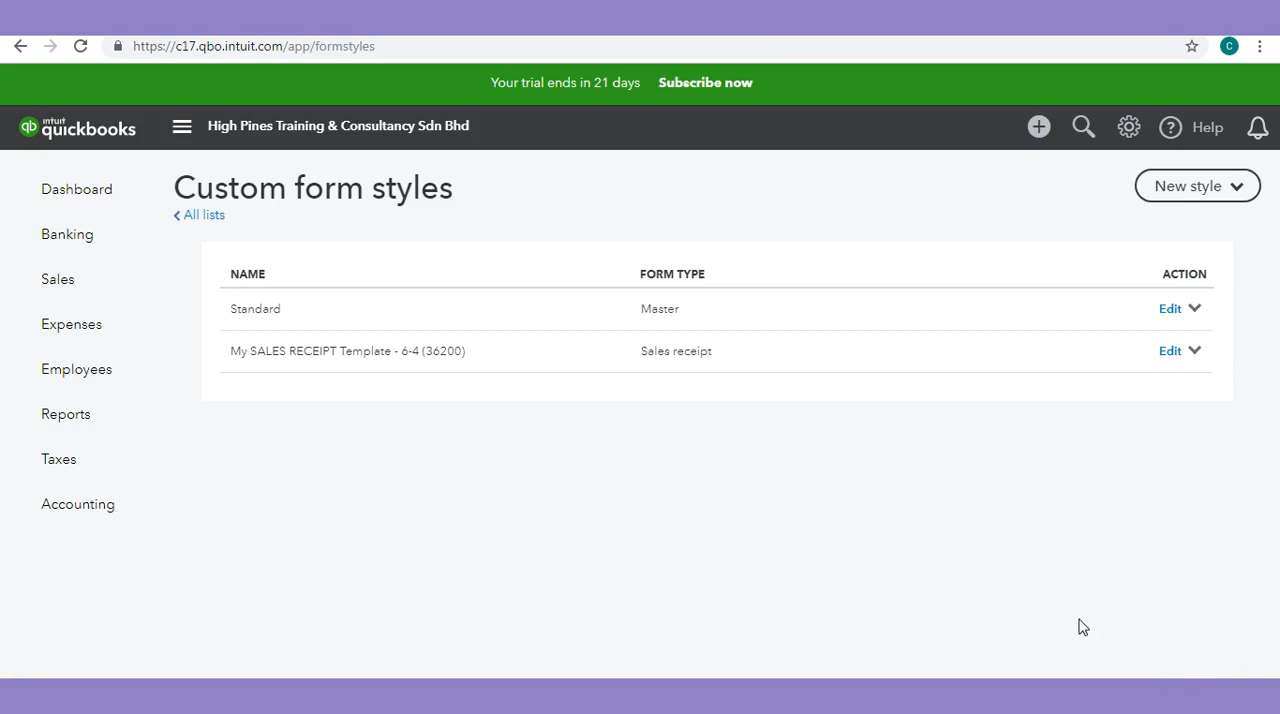 https://c17.qbo.intuit.com/app/formstyles
C
Your trial ends in 21 days Subscribe now
qb intuit quickbooks
High Pines Training & Consultancy Sdn Bhd
? Help
Dashboard
Banking
Sales
Expenses
Employees
Reports
Taxes
Accounting
Custom form styles
All lists
New style
NAME FORM TYPE ACTION
Standard Master Edit
My SALES RECEIPT Template - 6-4 (36200) Sales receipt Edit